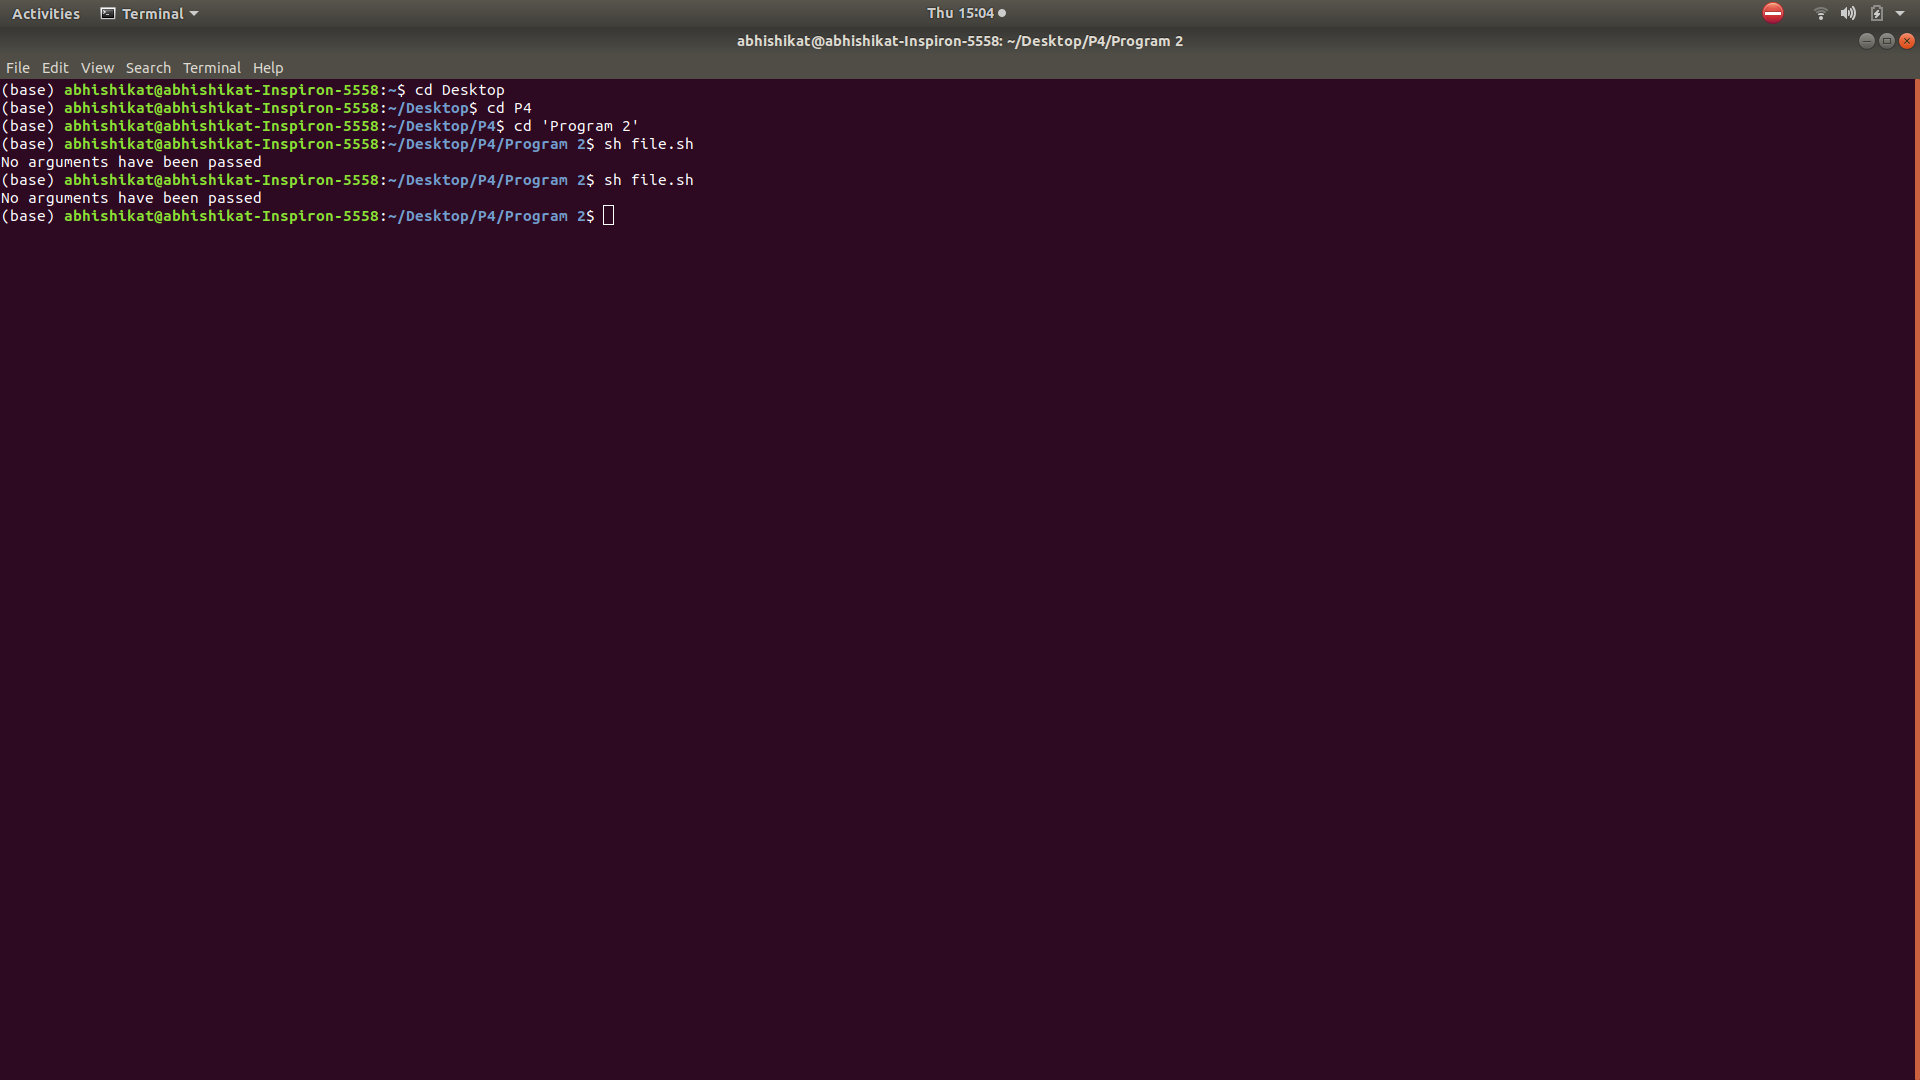 Activities Terminal Thu 15:04
abhishikat@abhishikat-Inspiron-5558: ~/Desktop/P4/Program 2
File Edit View Search Terminal Help
(base) abhishikat@abhishikat-Inspiron-5558:~$ cd Desktop
(base) abhishikat@abhishikat-Inspiron-5558:~/Desktop$ cd P4
(base) abhishikat@abhishikat-Inspiron-5558:~/Desktop/P4$ cd 'Program 2'
(base) abhishikat@abhishikat-Inspiron-5558:~/Desktop/P4/Program 2$ sh file.sh
No arguments have been passed
(base) abhishikat@abhishikat-Inspiron-5558:~/Desktop/P4/Program 2$ sh file.sh
No arguments have been passed
(base) abhishikat@abhishikat-Inspiron-5558:~/Desktop/P4/Program 2$